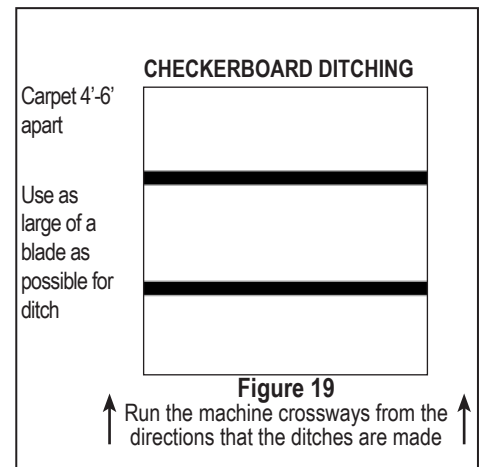 CHECKERBOARD DITCHING
Carpet 4'-6'
apart
Use as
large of a
blade as
possible for
ditch
Figure 19
Run the machine crossways from the
directions that the ditches are made